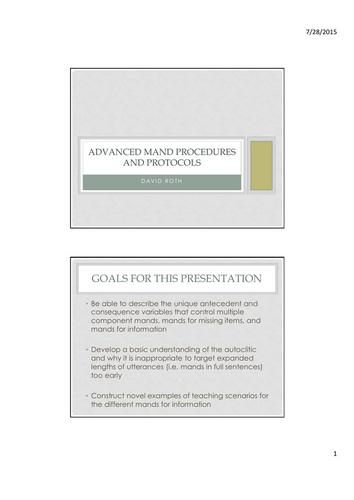 7/28/2015
ADVANCED MAND PROCEDURES
AND PROTOCOLS
DAVID ROTH
GOALS FOR THIS PRESENTATION
• Be able to describe the unique antecedent and
consequence variables that control multiple
component mands, mands for missing items, and
mands for information
• Develop a basic understanding of the autoclitic
and why it is inappropriate to target expanded
lengths of utterances (i.e. mands in full sentences)
too early
• Construct novel examples of teaching scenarios for
the different mands for information
1